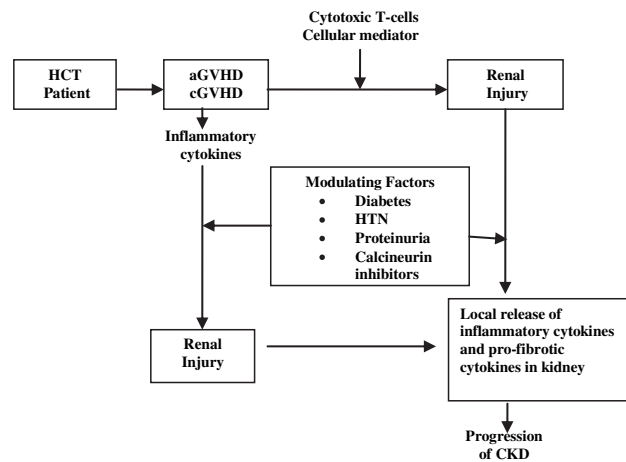 Cytotoxic T-cells
Cellular mediator
HCT
Patient
aGVHD
cGVHD
Renal
Injury
Inflammatory
cytokines
Modulating Factors
• Diabetes
• HTN
• Proteinuria
• Calcineurin
inhibitors
Renal
Injury
Local release of
inflammatory cytokines
and pro-fibrotic
cytokines in kidney
Progression
of CKD